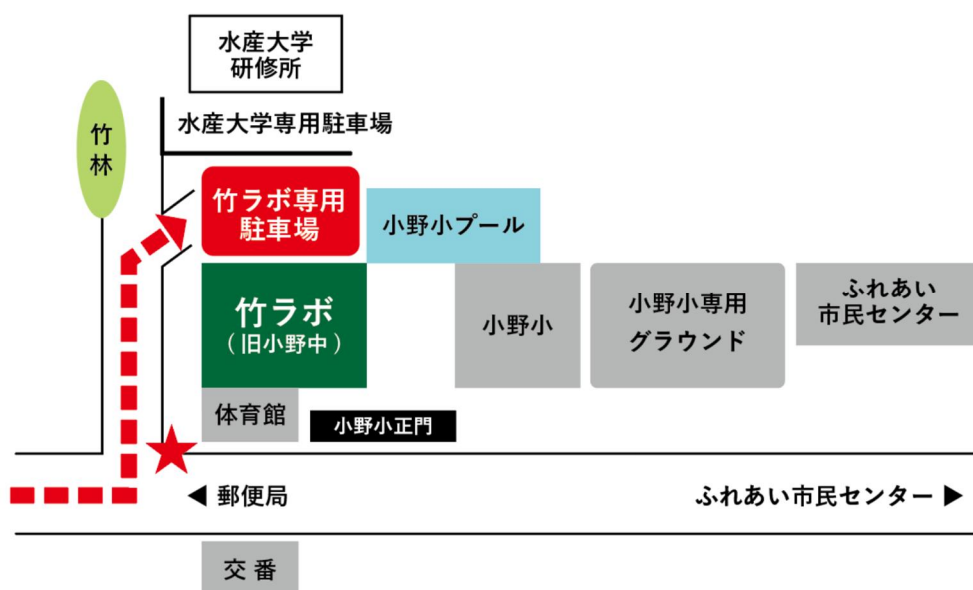 水産大学
研修所
水産大学専用駐車場
竹
林
竹ラボ専用
駐車場
小野小プール
竹ラボ
（旧小野中）
小野小
小野小専用
グラウンド
ふれあい
市民センター
体育館
小野小正門
◀ 郵便局
ふれあい市民センター ▶
交 番